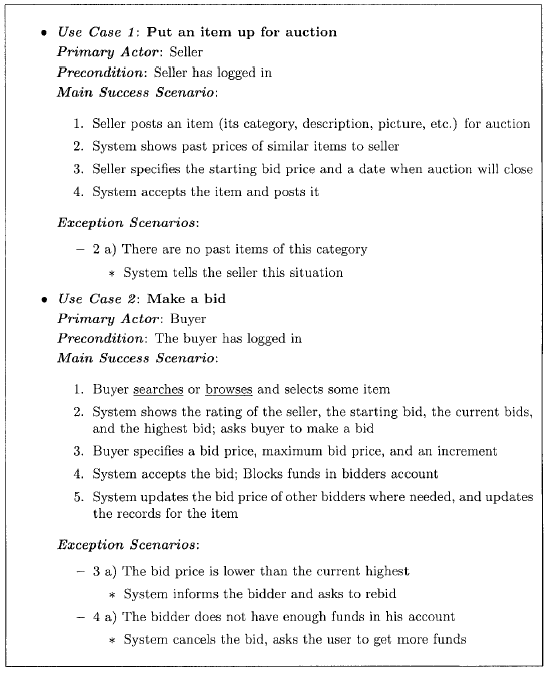 • Use Case 1: Put an item up for auction
Primary Actor: Seller
Precondition: Seller has logged in
Main Success Scenario:
1. Seller posts an item (its category, description, picture, etc.) for auction
2. System shows past prices of similar items to seller
3. Seller specifies the starting bid price and a date when auction will close
4. System accepts the item and posts it
Exception Scenarios:
– 2 a) There are no past items of this category
* System tells the seller this situation
• Use Case 2: Make a bid
Primary Actor: Buyer
Precondition: The buyer has logged in
Main Success Scenario:
1. Buyer searches or browses and selects some item
2. System shows the rating of the seller, the starting bid, the current bids,
and the highest bid; asks buyer to make a bid
3. Buyer specifies a bid price, maximum bid price, and an increment
4. System accepts the bid; Blocks funds in bidders account
5. System updates the bid price of other bidders where needed, and updates
the records for the item
Exception Scenarios:
– 3 a) The bid price is lower than the current highest
* System informs the bidder and asks to rebid
– 4 a) The bidder does not have enough funds in his account
* System cancels the bid, asks the user to get more funds